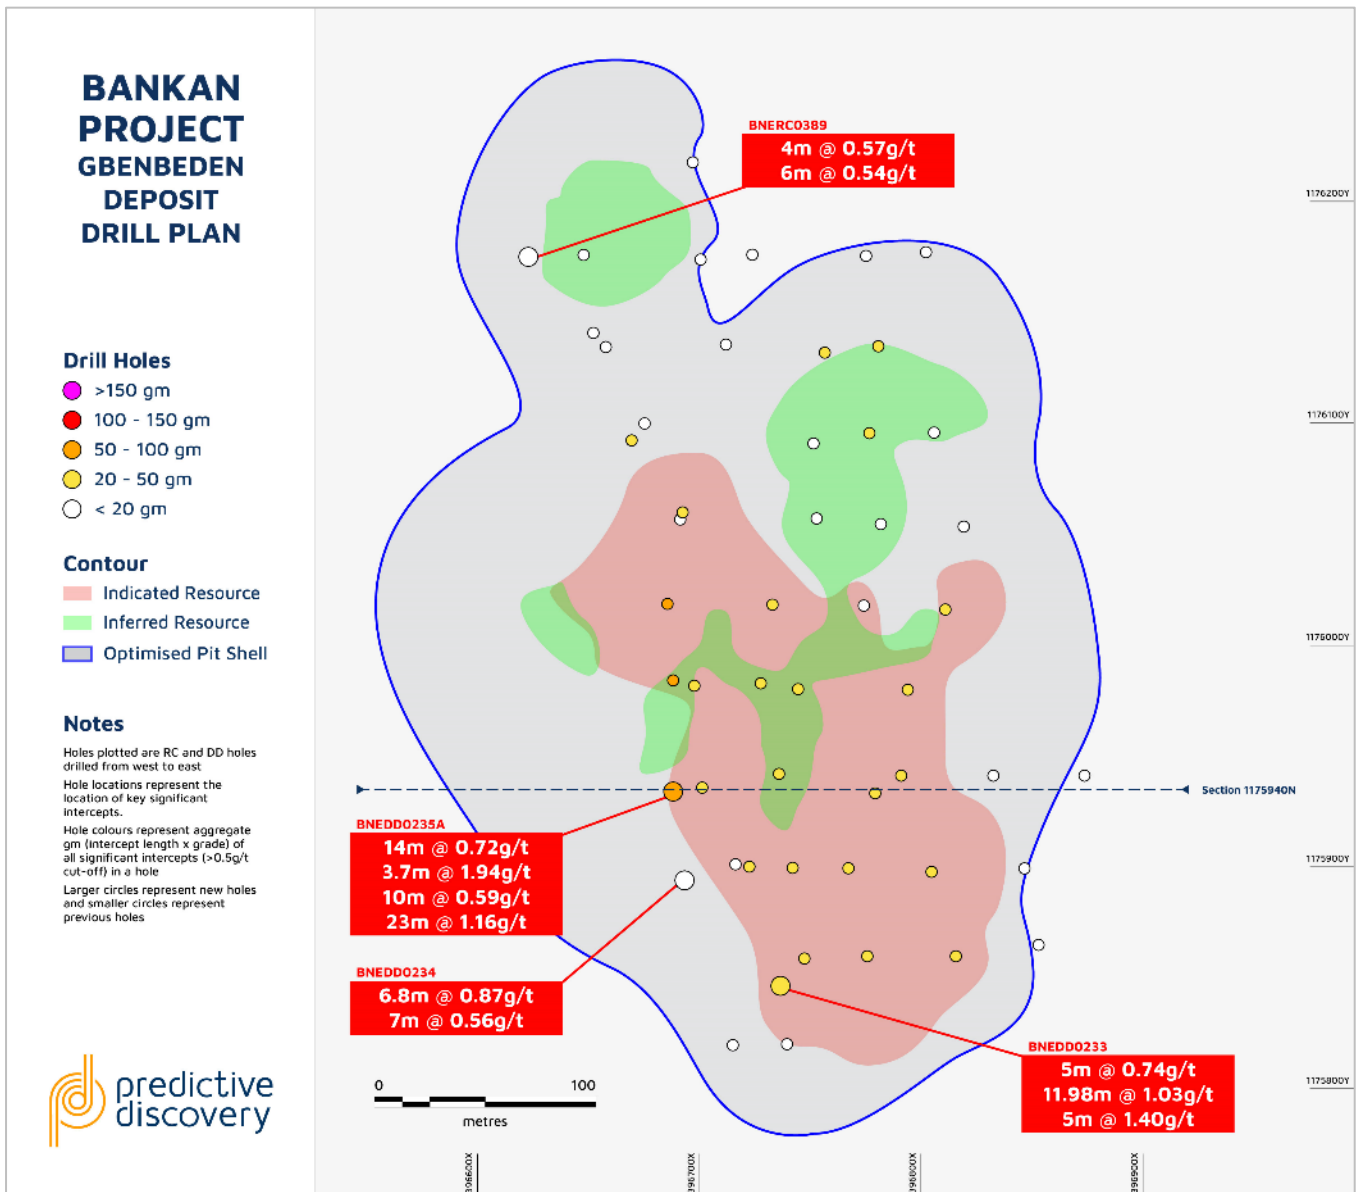 BANKAN
PROJECT
GBENBEDEN
DEPOSIT
DRILL PLAN
Drill Holes
>150 gm
100 - 150 gm
50 - 100 gm
20 - 50 gm
< 20 gm
Contour
Indicated Resource
Inferred Resource
Optimised Pit Shell
Notes
Holes plotted are RC and DD holes
drilled from west to east
Hole locations represent the
location of key significant
intercepts.
Hole colours represent aggregate
gm (intercept length x grade) of
all significant intercepts (>0.5g/t
cut-off) in a hole
Larger circles represent new holes
and smaller circles represent
previous holes
predictive
discovery
BNERC0389
4m @ 0.57g/t
6m @ 0.54g/t
1176200Y
1176100Y
1176000Y
Section 1175940N
BNEDD0235A
14m @ 0.72g/t
3.7m @ 1.94g/t
10m @ 0.59g/t
23m @ 1.16g/t
1175900Y
BNEDD0234
6.8m @ 0.87g/t
7m @ 0.56g/t
BNEDD0233
5m @ 0.74g/t
11.98m @ 1.03g/t
5m @ 1.40g/t
1175800Y
0 100
metres
396600X
396700X
396800X
396900X